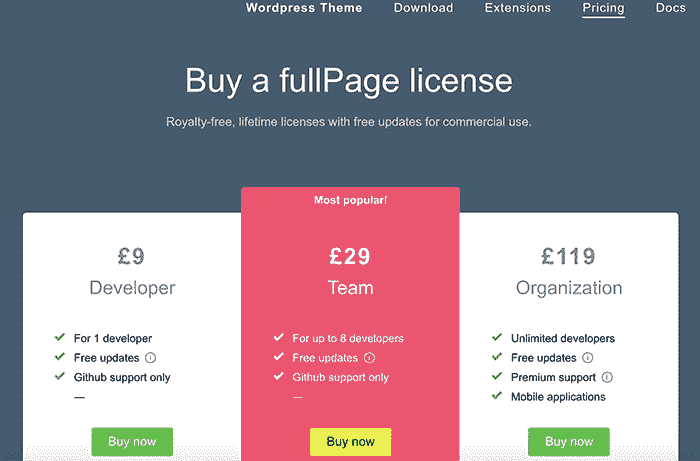 Wordpress Theme Download Extensions Pricing Docs
Buy a fullPage license
Royalty-free, lifetime licenses with free updates for commercial use.
Most popular!
£9
Developer
For 1 developer
Free updates
Github support only
—
Buy now
£29
Team
For up to 8 developers
Free updates
Github support only
—
Buy now
£119
Organization
Unlimited developers
Free updates
Premium support
Mobile applications
Buy now